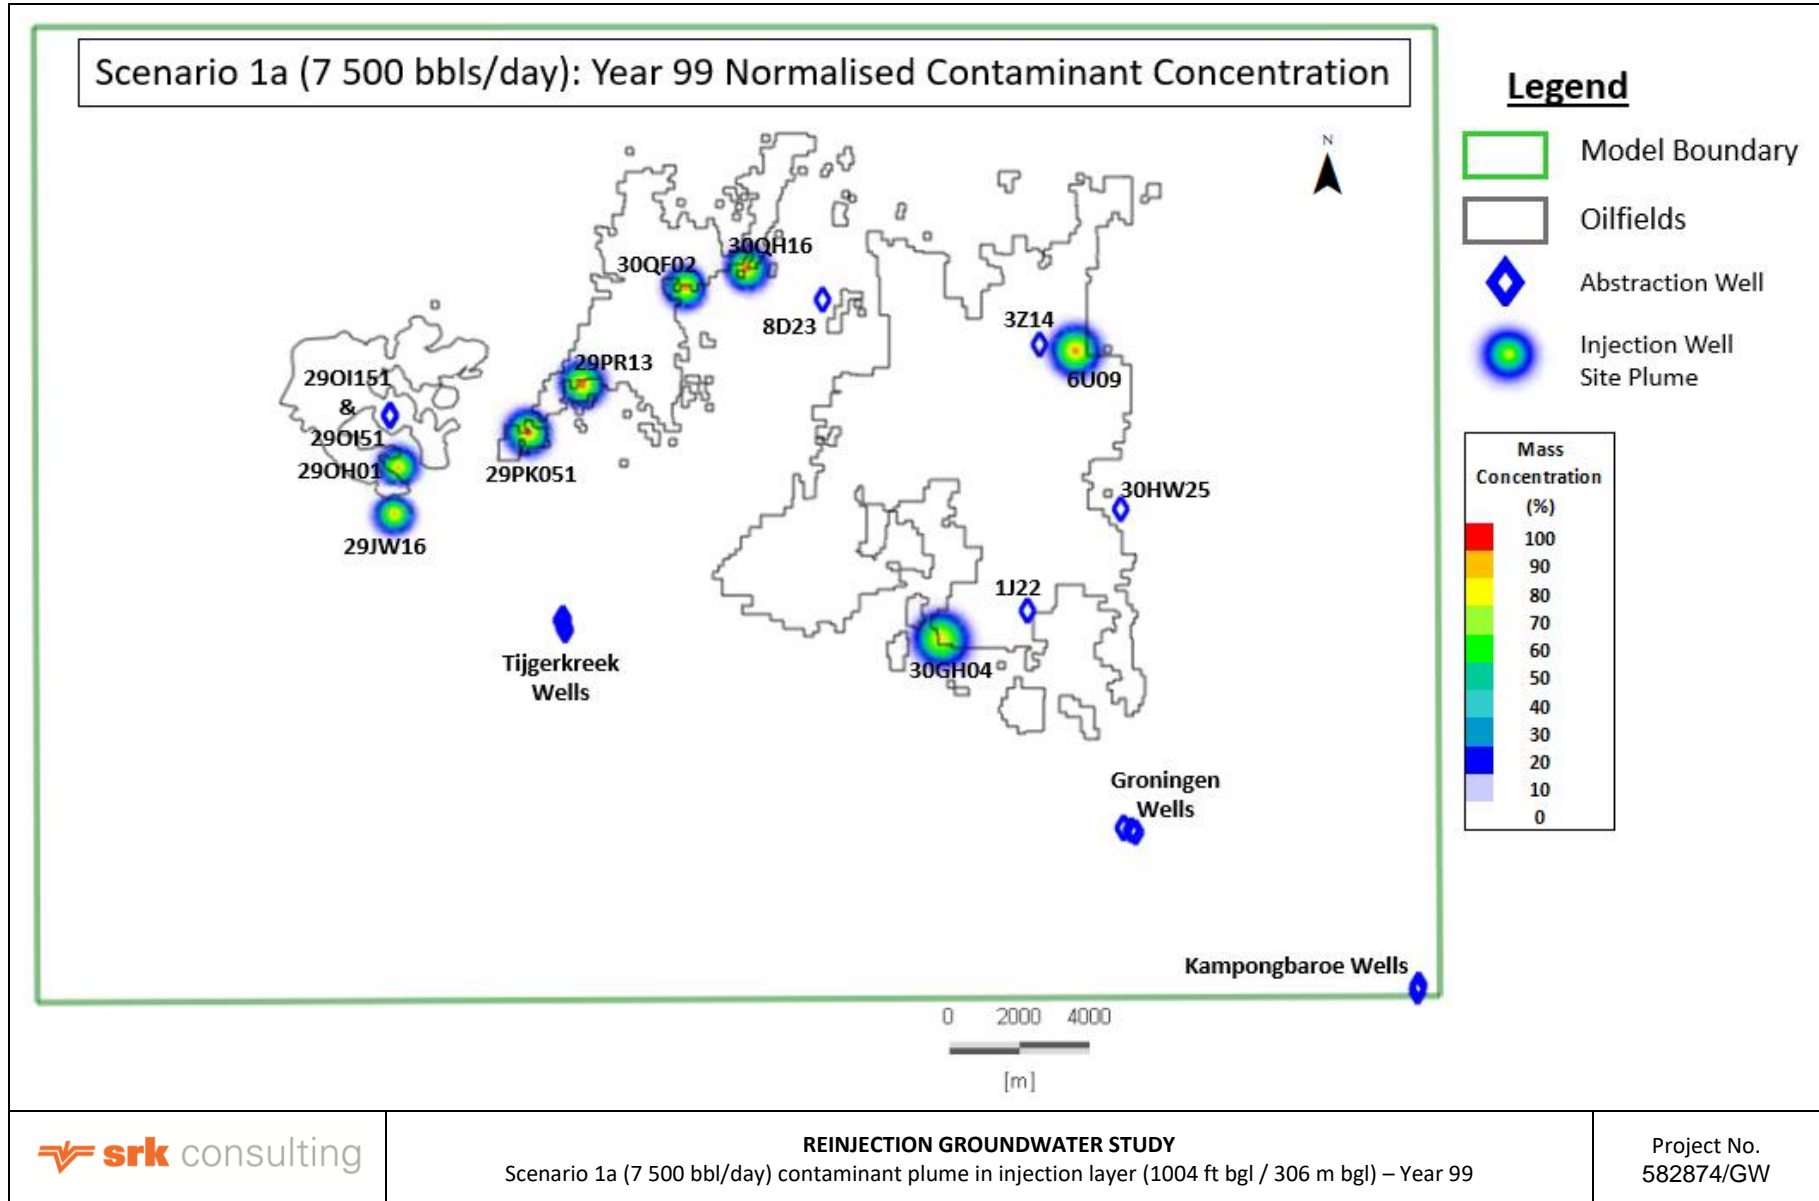 Scenario 1a (7 500 bbls/day): Year 99 Normalised Contaminant Concentration
Legend
Model Boundary
Oilfields
Abstraction Well
Injection Well
Site Plume
N
30QH16
30QF02
8D23
3Z14
6U09
29PR13
29OI151
&
29OI51
29OH01
29PK051
29JW16
30HW25
1J22
30GH04
Tijgerkreek
Wells
Groningen
Wells
Kampongbaroe Wells
Mass
Concentration
(%)
100
90
80
70
60
50
40
30
20
10
0
0 2000 4000
[m]
srk consulting
REINJECTION GROUNDWATER STUDY
Scenario 1a (7 500 bbl/day) contaminant plume in injection layer (1004 ft bgl / 306 m bgl) – Year 99
Project No.
582874/GW